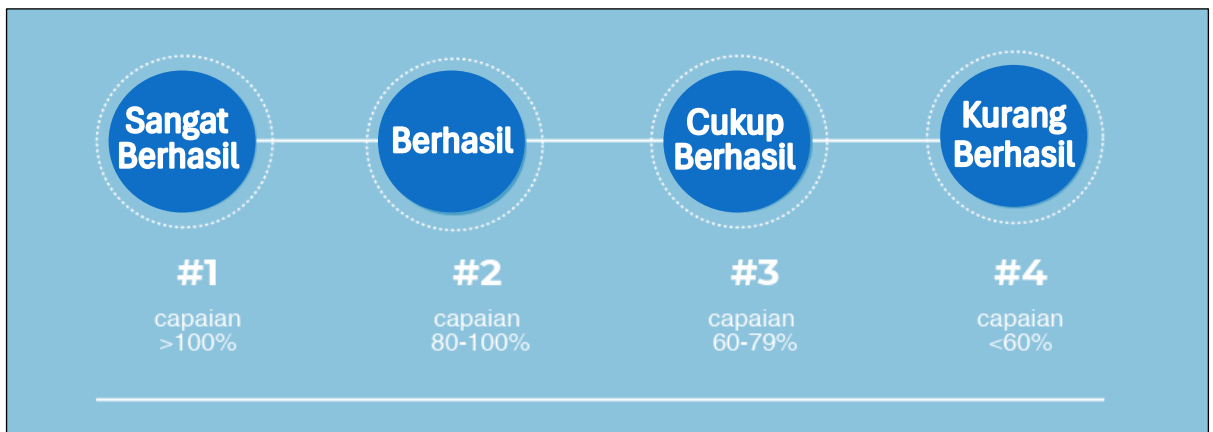 Sangat
Berhasil
Berhasil
Cukup
Berhasil
Kurang
Berhasil
#1
#2
#3
#4
capaian
>100%
capaian
80-100%
capaian
60-79%
capaian
<60%